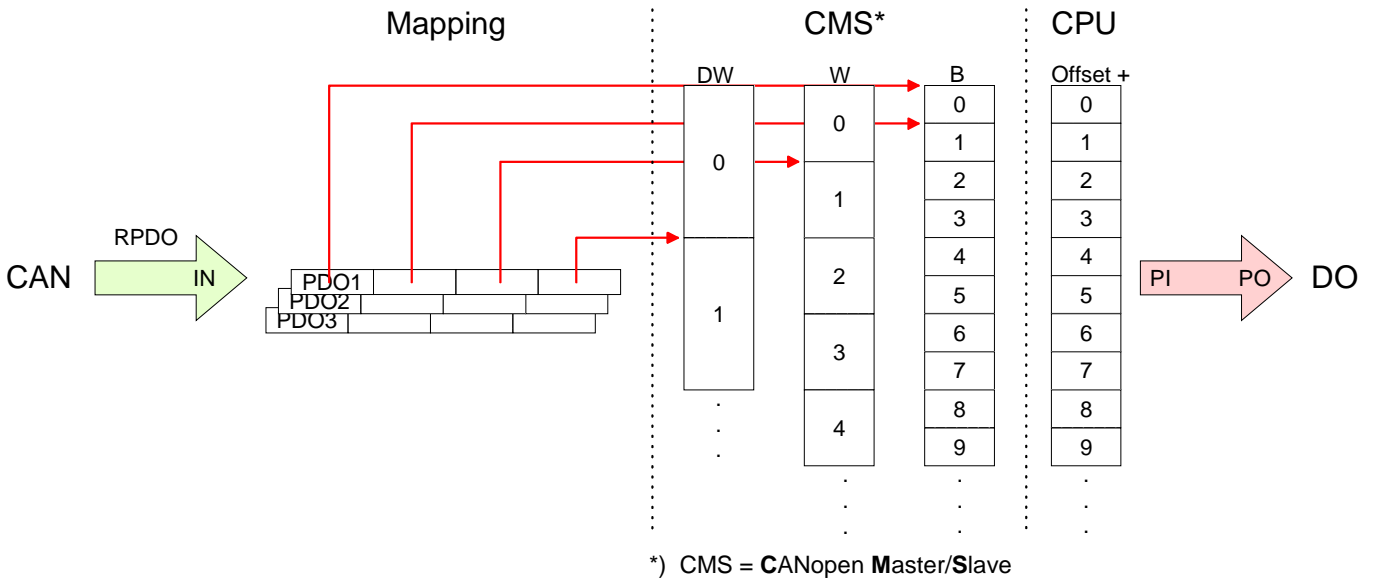 Mapping CMS* CPU
DW W B Offset +
0 0
0 1 1
0 2 2
1 3 3
RPDO
4 4
CAN IN PDO1 2 PI PO DO
PDO2 5 5
PDO3 1
6 6
3 7 7
8 8
. 4
. 9 9
.
. . .
. . .
. . .
*) CMS = CANopen Master/Slave